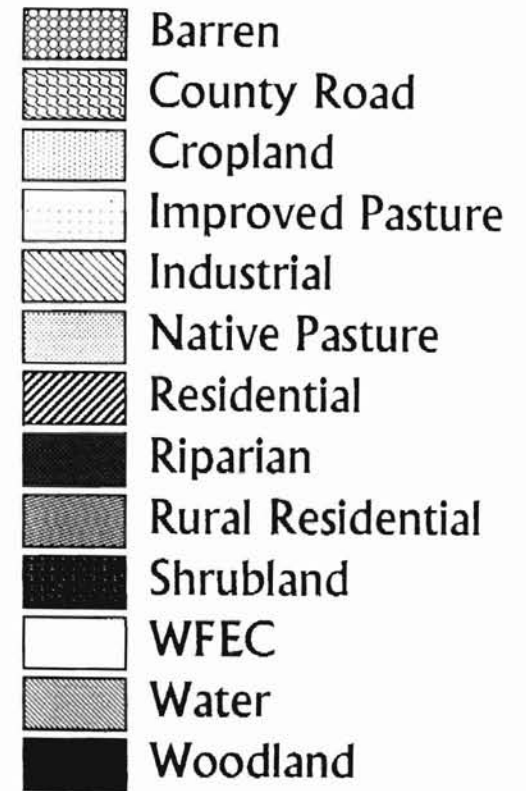 Barren
County Road
Cropland
Improved Pasture
Industrial
Native Pasture
Residential
Riparian
Rural Residential
Shrubland
WFEC
Water
Woodland